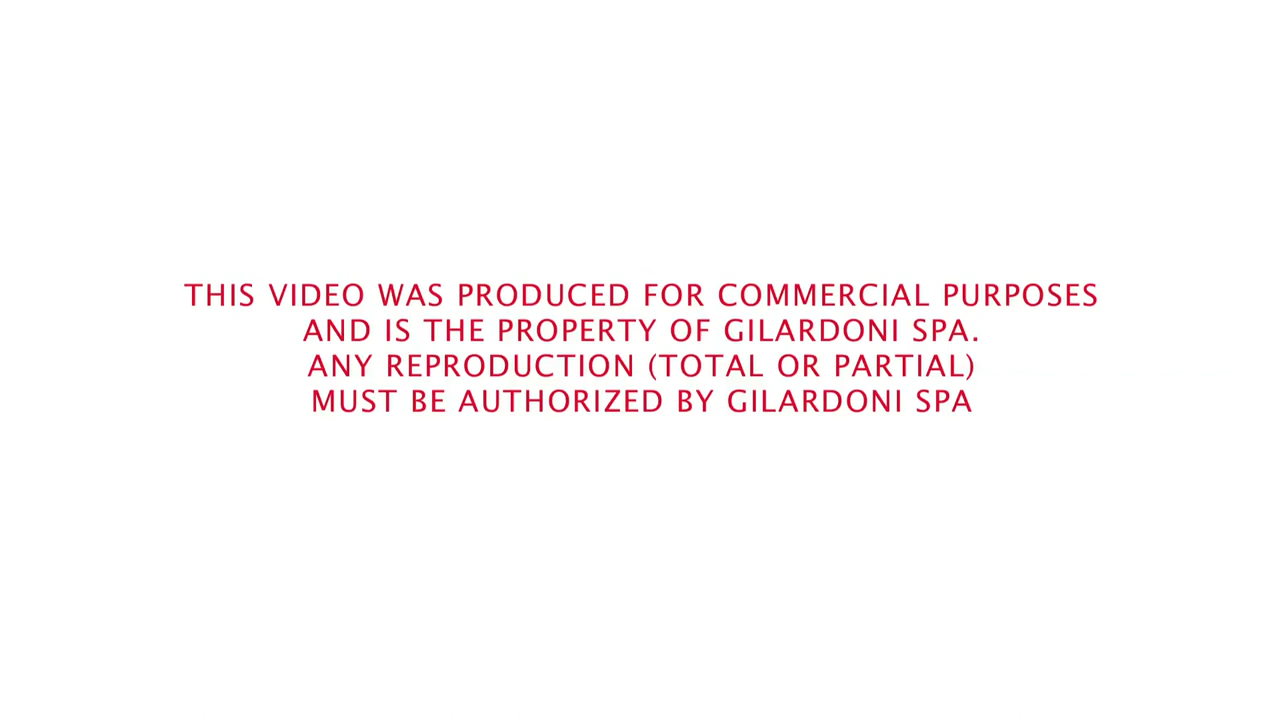 THIS VIDEO WAS PRODUCED FOR COMMERCIAL PURPOSES
AND IS THE PROPERTY OF GILARDONI SPA.
ANY REPRODUCTION (TOTAL OR PARTIAL)
MUST BE AUTHORIZED BY GILARDONI SPA